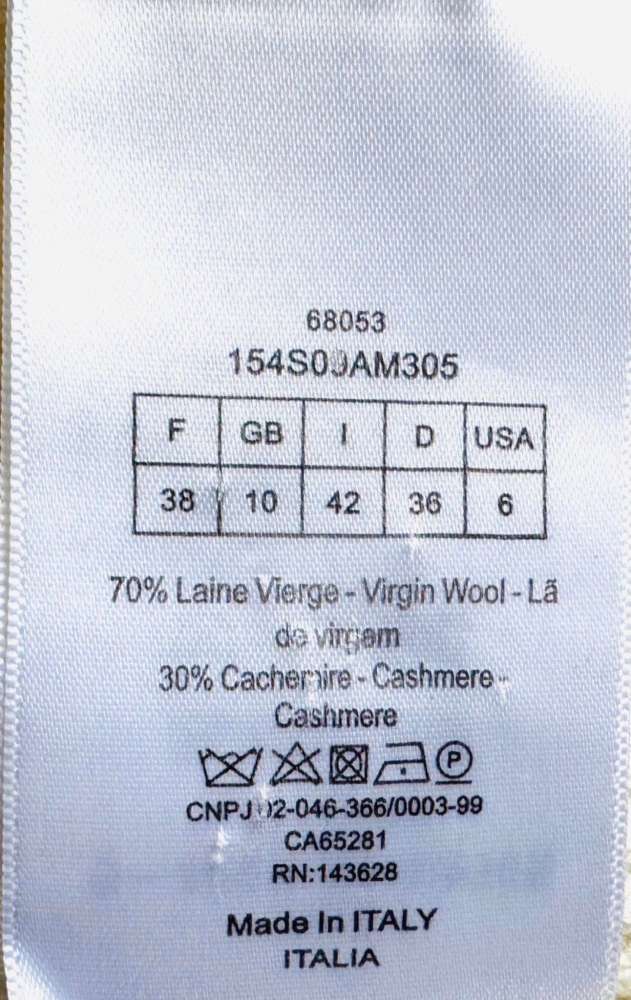 68053
154S00AM305
F GB I D USA
38 10 42 36 6
70% Laine Vierge - Virgin Wool - Lã
de virgem
30% Cachemire - Cashmere -
Cashmere
P
CNPJ 02-046-366/0003-99
CA65281
RN:143628
Made In ITALY
ITALIA